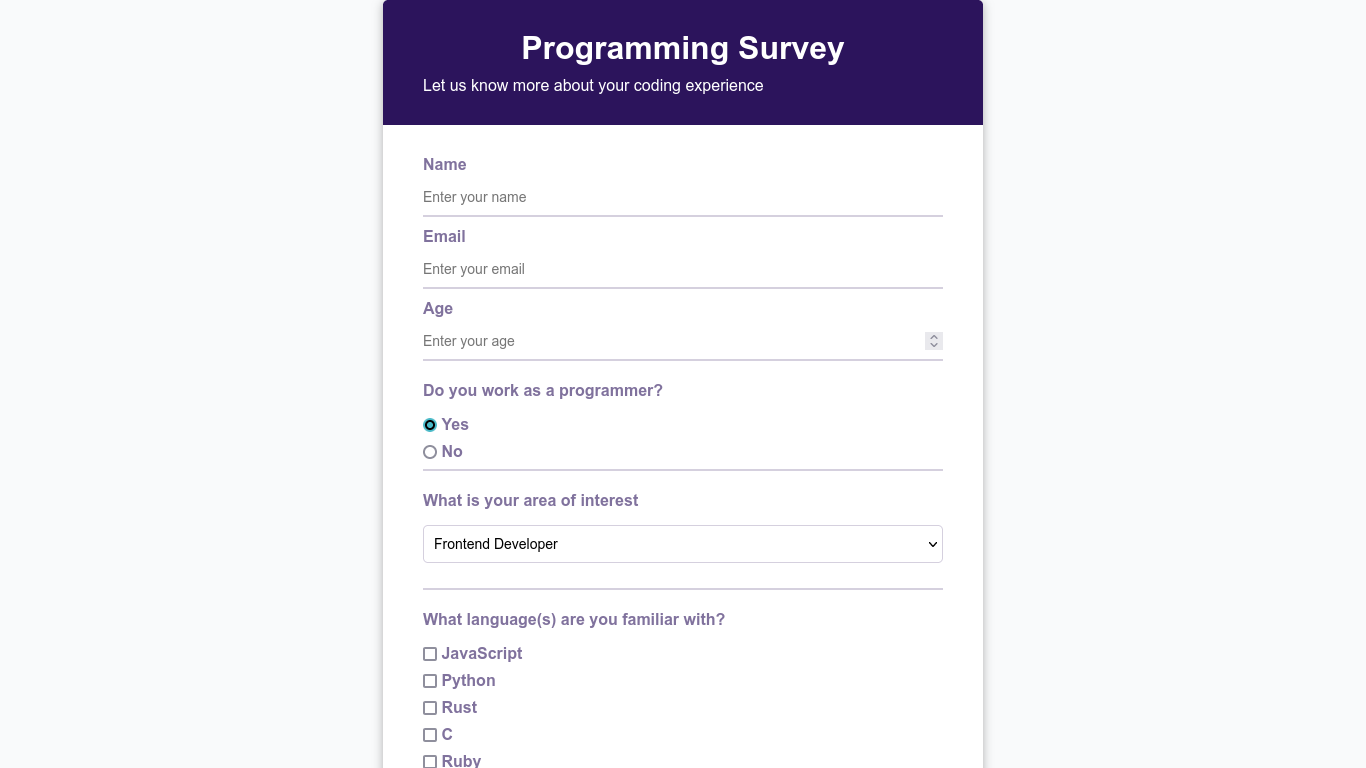 Programming Survey
Let us know more about your coding experience
Name
Enter your name
Email
Enter your email
Age
Enter your age
Do you work as a programmer?
Yes
No
What is your area of interest
Frontend Developer
What language(s) are you familiar with?
JavaScript
Python
Rust
C
Ruby